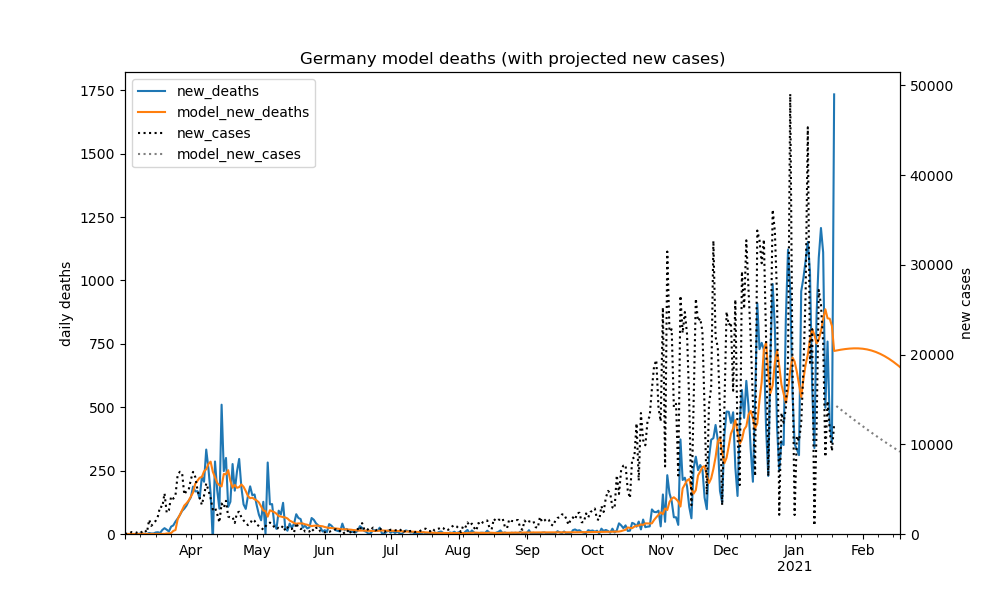 Germany model deaths (with projected new cases)
new_deaths
model_new_deaths
new_cases
model_new_cases
daily deaths
1750
1500
1250
1000
750
500
250
0
50000
40000
30000
20000
10000
0
new cases
Apr May Jun Jul Aug Sep Oct Nov Dec Jan Feb
2021